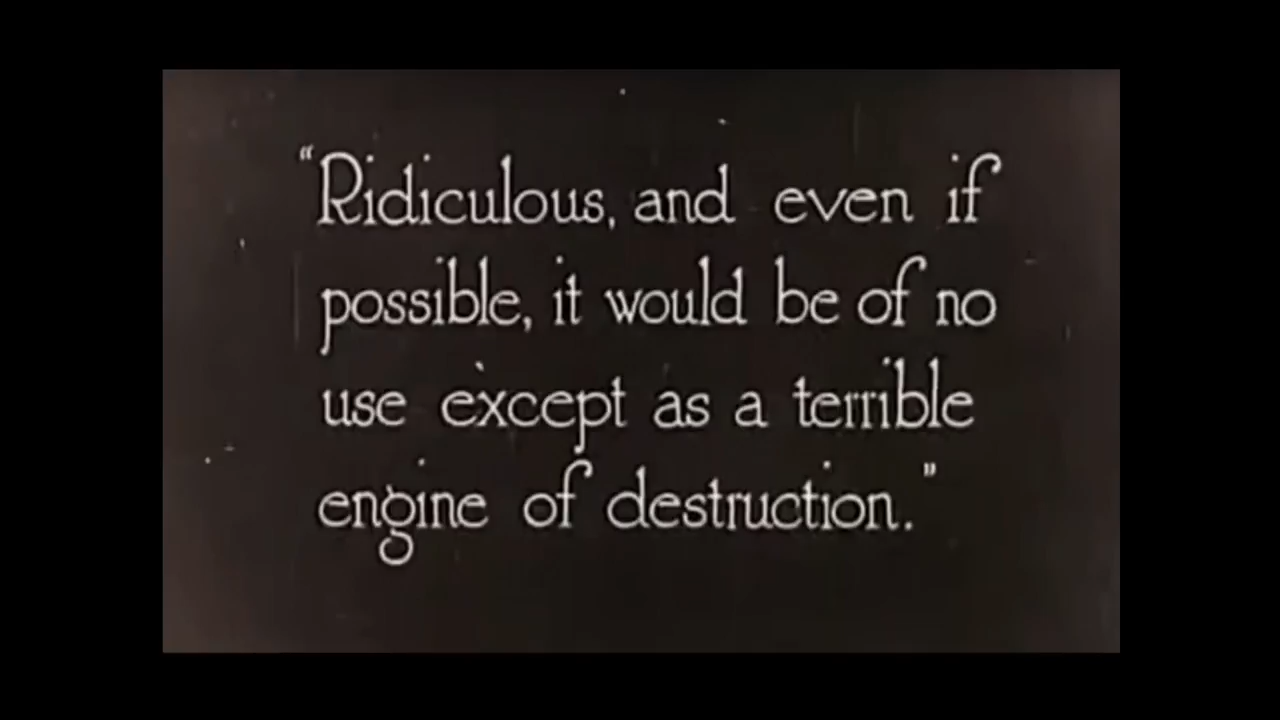 “Ridiculous, and even if
possible, it would be of no
use except as a terrible
engine of destruction.”